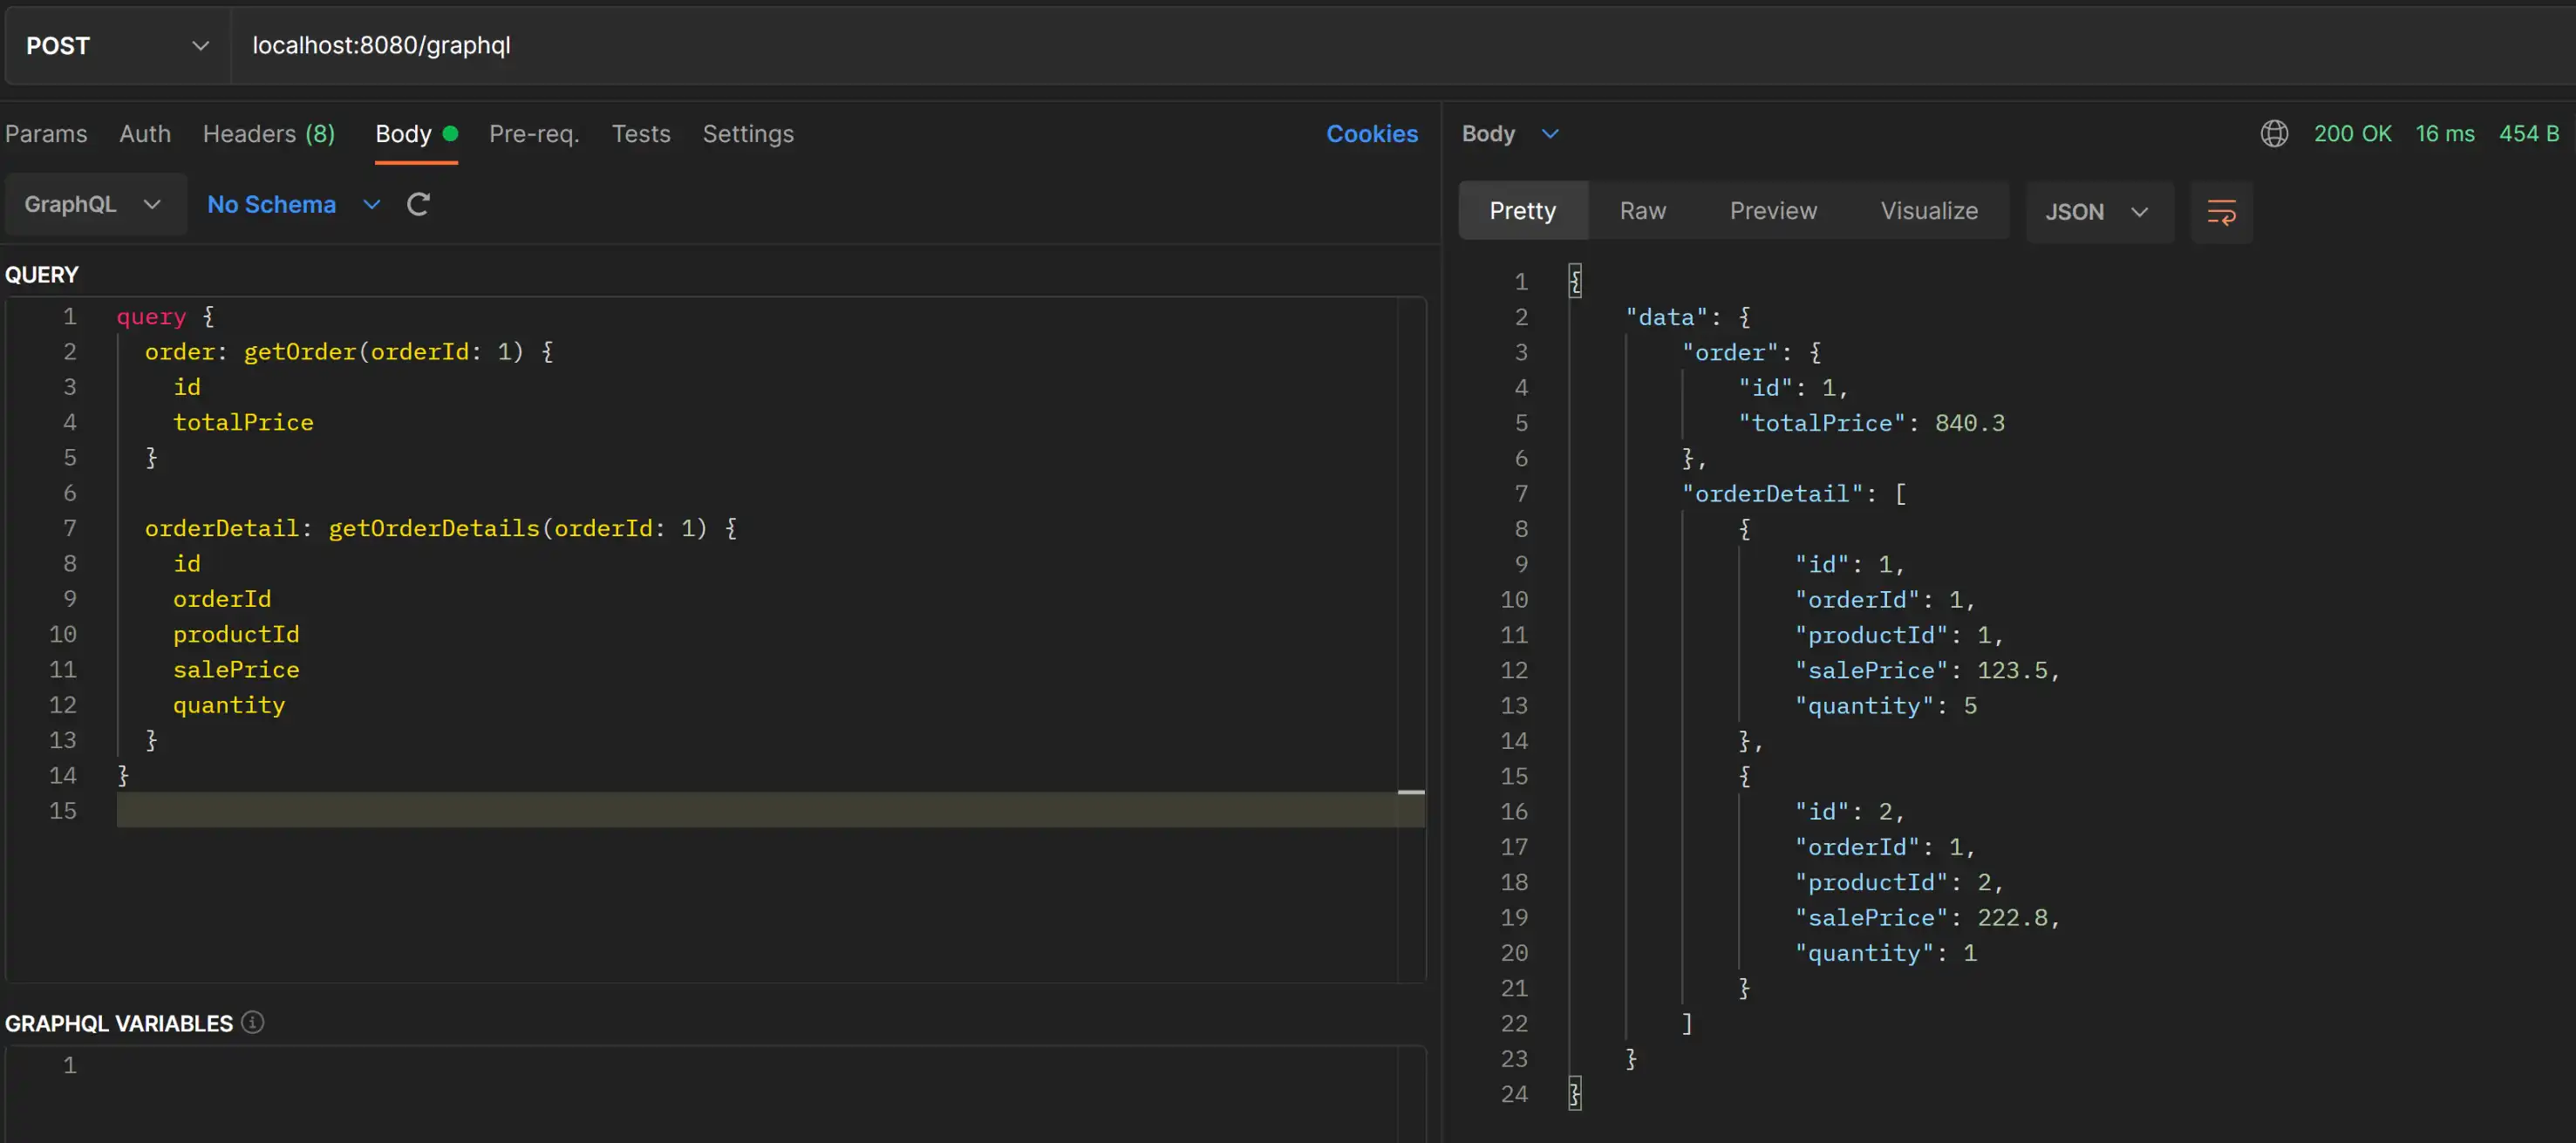 POST localhost:8080/graphql
Params Auth Headers (8) Body Pre-req. Tests Settings Cookies
GraphQL No Schema
QUERY
1 query {
2 order: getOrder(orderId: 1) {
3 id
4 totalPrice
5 }
6
7 orderDetail: getOrderDetails(orderId: 1) {
8 id
9 orderId
10 productId
11 salePrice
12 quantity
13 }
14 }
15
GRAPHQL VARIABLES
1
Body 200 OK 16 ms 454 B
Pretty Raw Preview Visualize JSON
1 {
2 "data": {
3 "order": {
4 "id": 1,
5 "totalPrice": 840.3
6 },
7 "orderDetail": [
8 {
9 "id": 1,
10 "orderId": 1,
11 "productId": 1,
12 "salePrice": 123.5,
13 "quantity": 5
14 },
15 {
16 "id": 2,
17 "orderId": 1,
18 "productId": 2,
19 "salePrice": 222.8,
20 "quantity": 1
21 }
22 ]
23 }
24 }